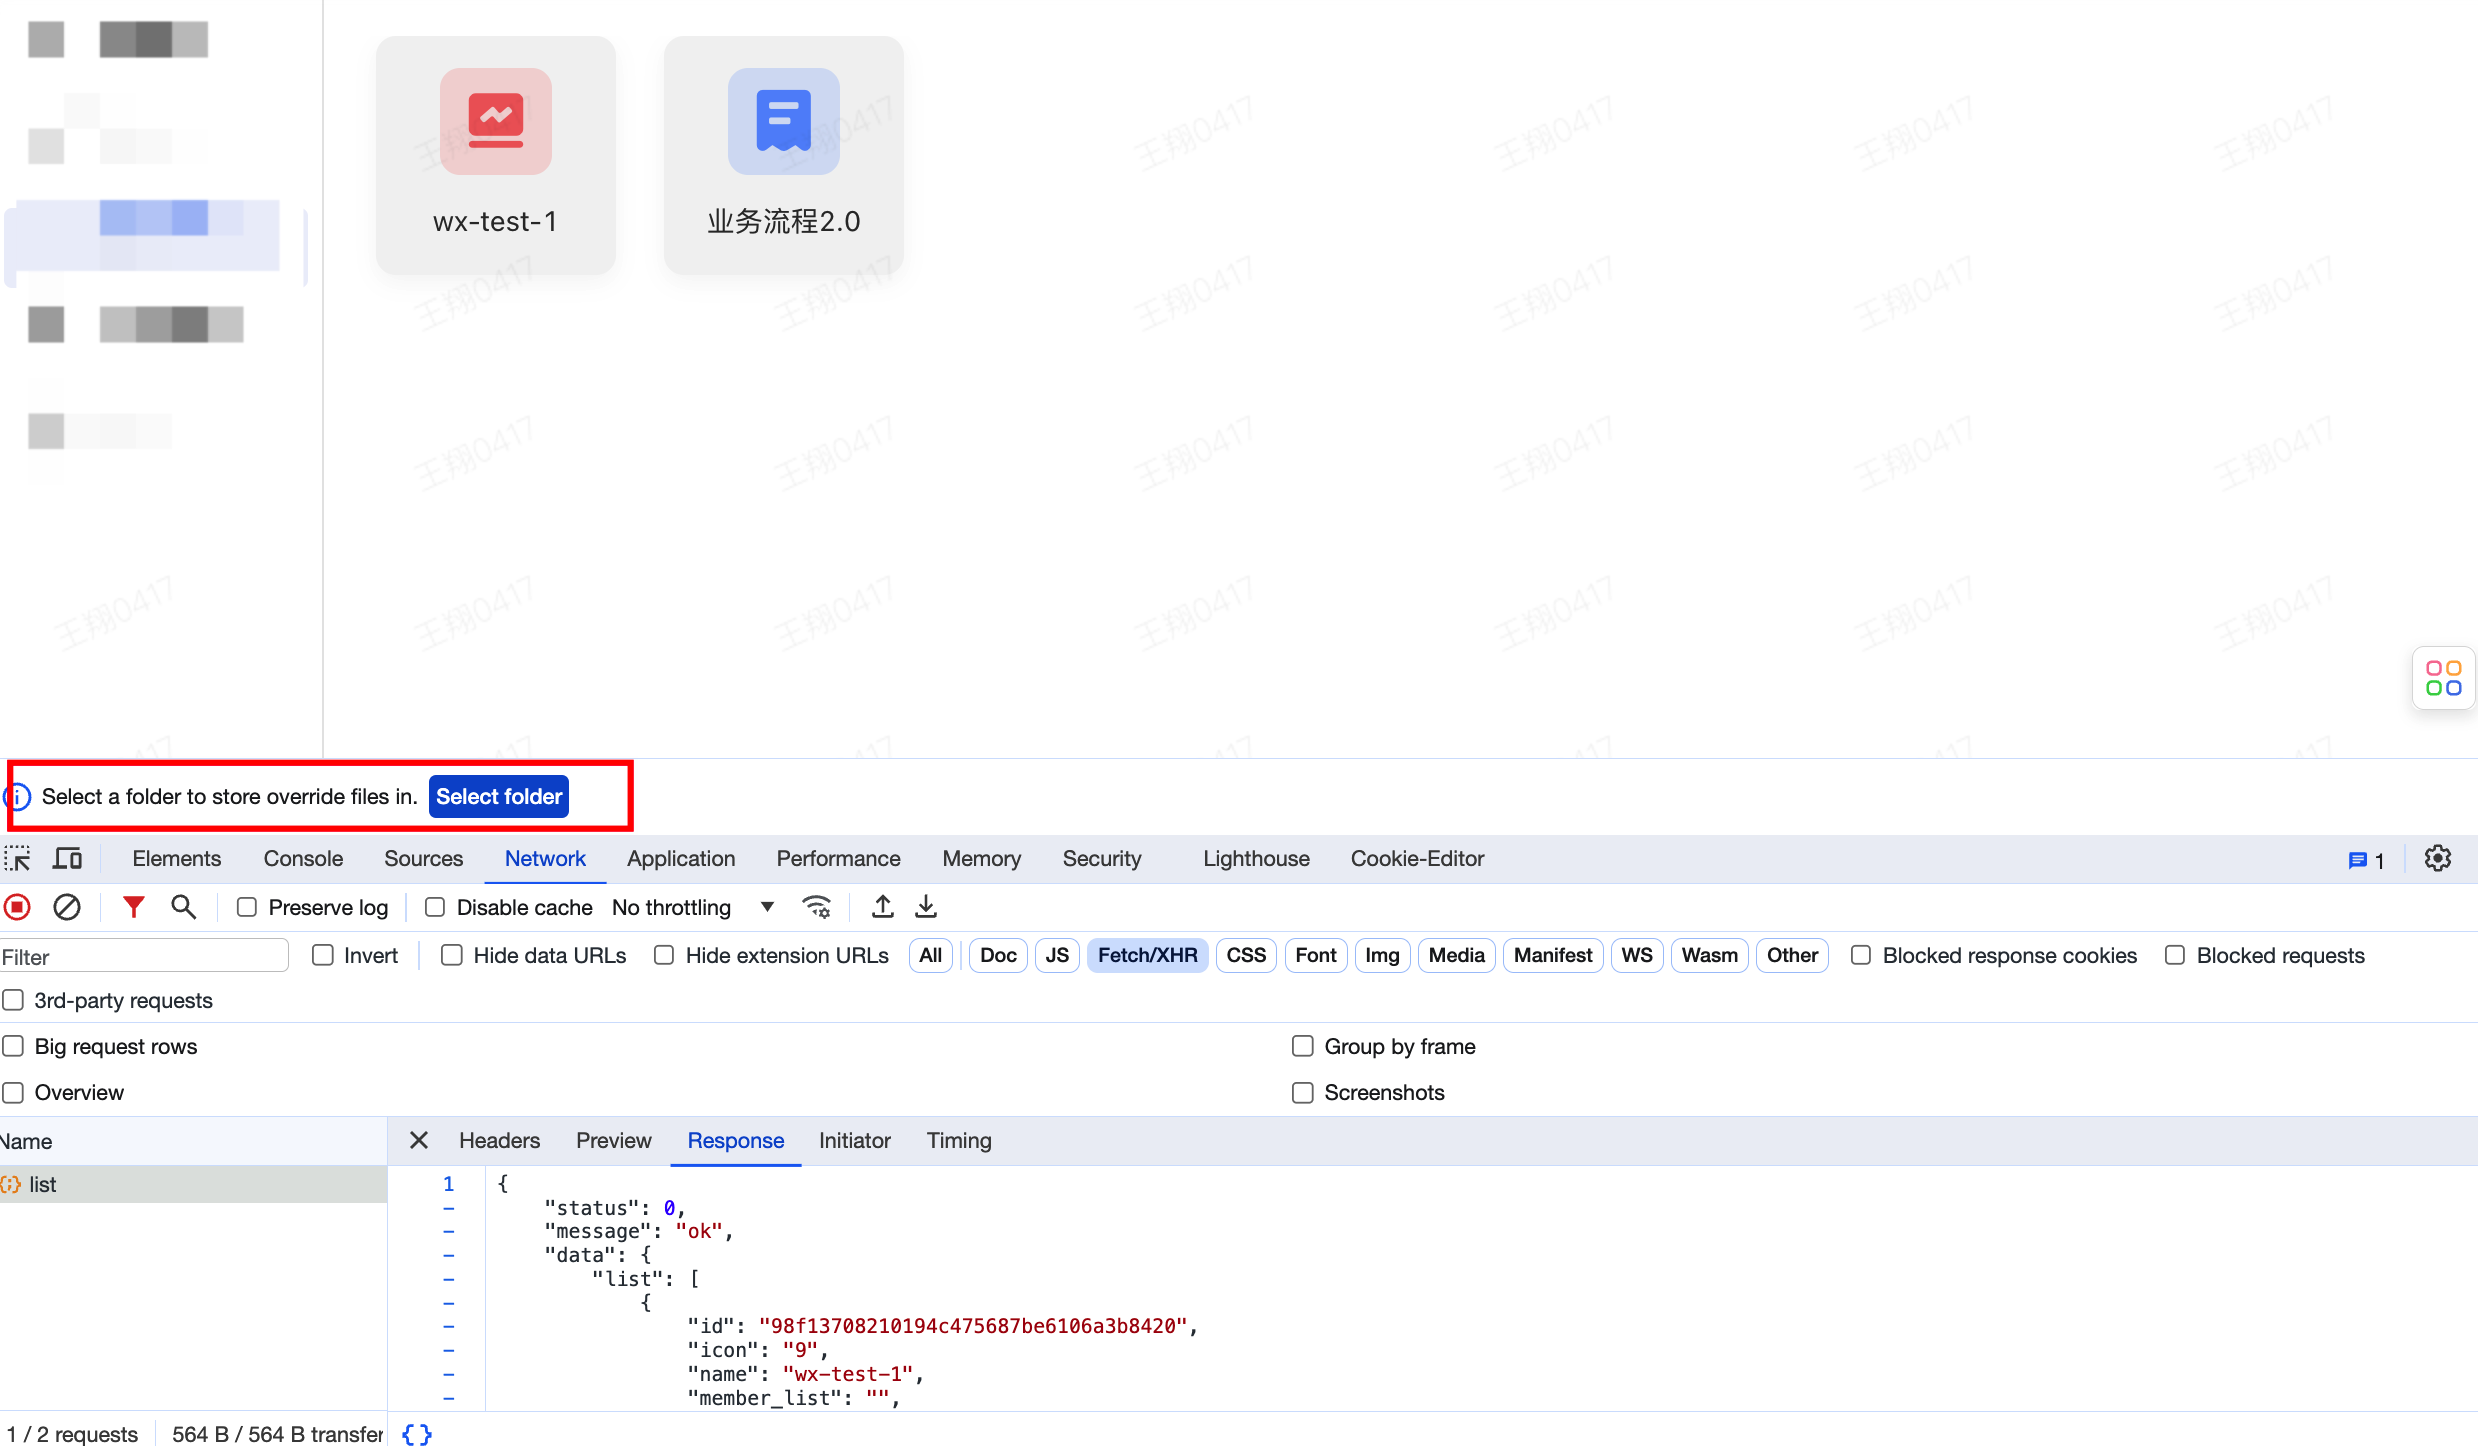 wx-test-1
业务流程2.0
王翔0417
Select a folder to store override files in. Select folder
Elements Console Sources Network Application Performance Memory Security Lighthouse Cookie-Editor 1
Preserve log Disable cache No throttling
Filter Invert Hide data URLs Hide extension URLs All Doc JS Fetch/XHR CSS Font Img Media Manifest WS Wasm Other Blocked response cookies Blocked requests
3rd-party requests
Big request rows Group by frame
Overview Screenshots
Name Headers Preview Response Initiator Timing
list
1 {
"status": 0,
"message": "ok",
"data": {
"list": [
{
"id": "98f13708210194c475687be6106a3b8420",
"icon": "9",
"name": "wx-test-1",
"member_list": "",
1 / 2 requests 564 B / 564 B transfer {}